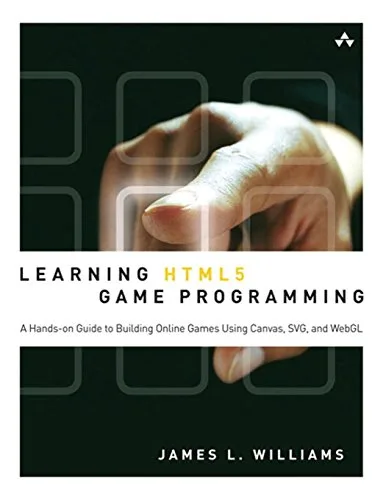 LEARNING HTML5
GAME PROGRAMMING
A Hands-on Guide to Building Online Games Using Canvas, SVG, and WebGL
JAMES L. WILLIAMS